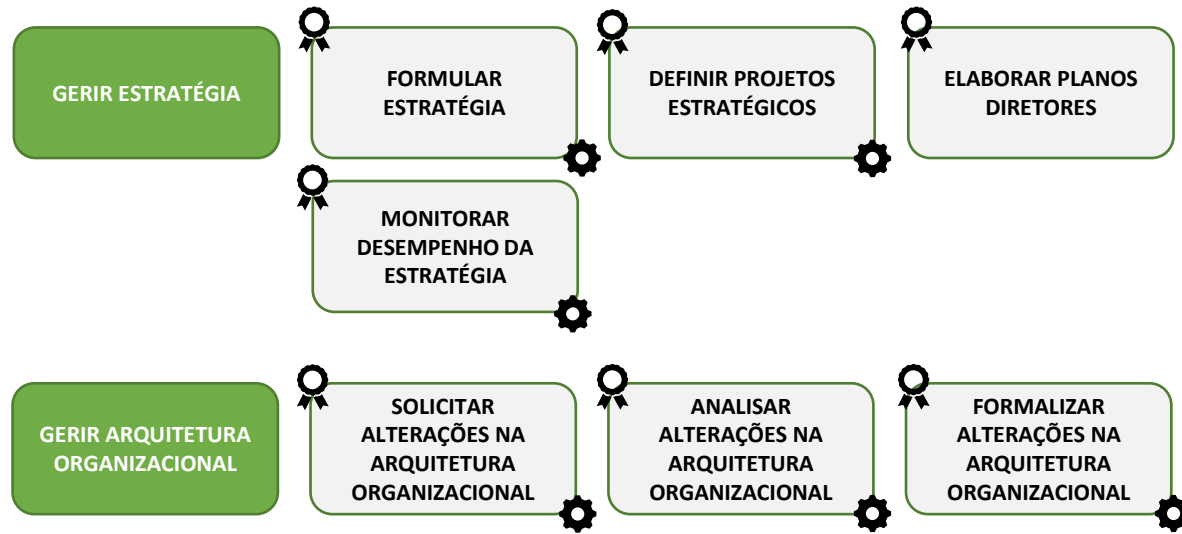 GERIR ESTRATÉGIA
FORMULAR
ESTRATÉGIA
DEFINIR PROJETOS
ESTRATÉGICOS
ELABORAR PLANOS
DIRETORES
MONITORAR
DESEMPENHO DA
ESTRATÉGIA
GERIR ARQUITETURA
ORGANIZACIONAL
SOLICITAR
ALTERAÇÕES NA
ARQUITETURA
ORGANIZACIONAL
ANALISAR
ALTERAÇÕES NA
ARQUITETURA
ORGANIZACIONAL
FORMALIZAR
ALTERAÇÕES NA
ARQUITETURA
ORGANIZACIONAL